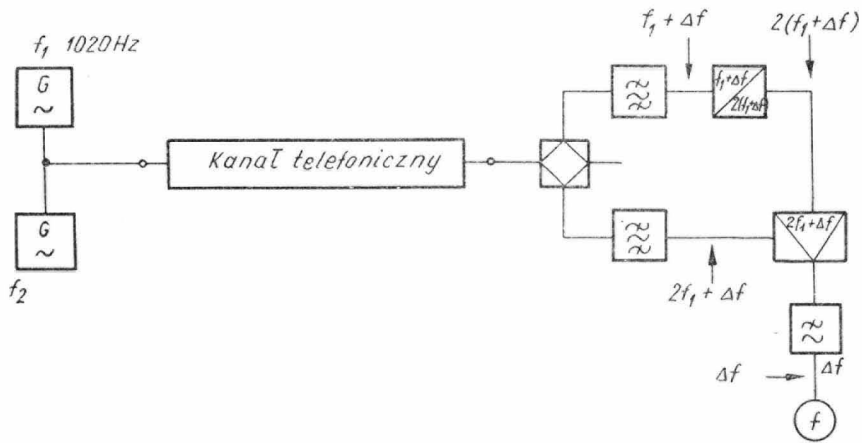 f₁ 1020Hz
G
~
G
~
f₂
Kanał telefoniczny
f₁ + Δf
2(f₁+Δf)
f₁+Δf
2(f₁+Δf)
2f₁+Δf
2f₁ + Δf
Δf
Δf
f